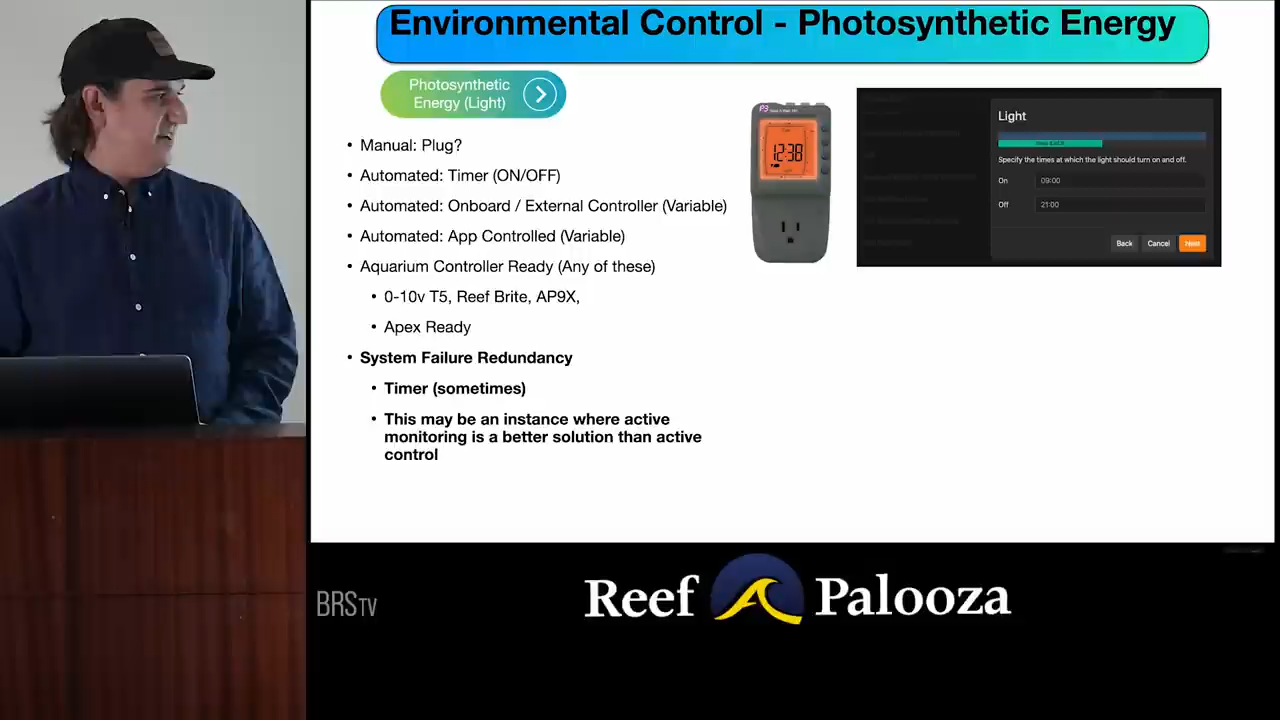 Environmental Control - Photosynthetic Energy
Photosynthetic
Energy (Light)
• Manual: Plug?
• Automated: Timer (ON/OFF)
• Automated: Onboard / External Controller (Variable)
• Automated: App Controlled (Variable)
• Aquarium Controller Ready (Any of these)
• 0-10v T5, Reef Brite, AP9X,
• Apex Ready
• System Failure Redundancy
• Timer (sometimes)
• This may be an instance where active
monitoring is a better solution than active
control
P3
12:38
Light
Specify the times at which the light should turn on and off.
On 09:00
Off 21:00
Back Cancel Next
BRSTV
Reef Palooza